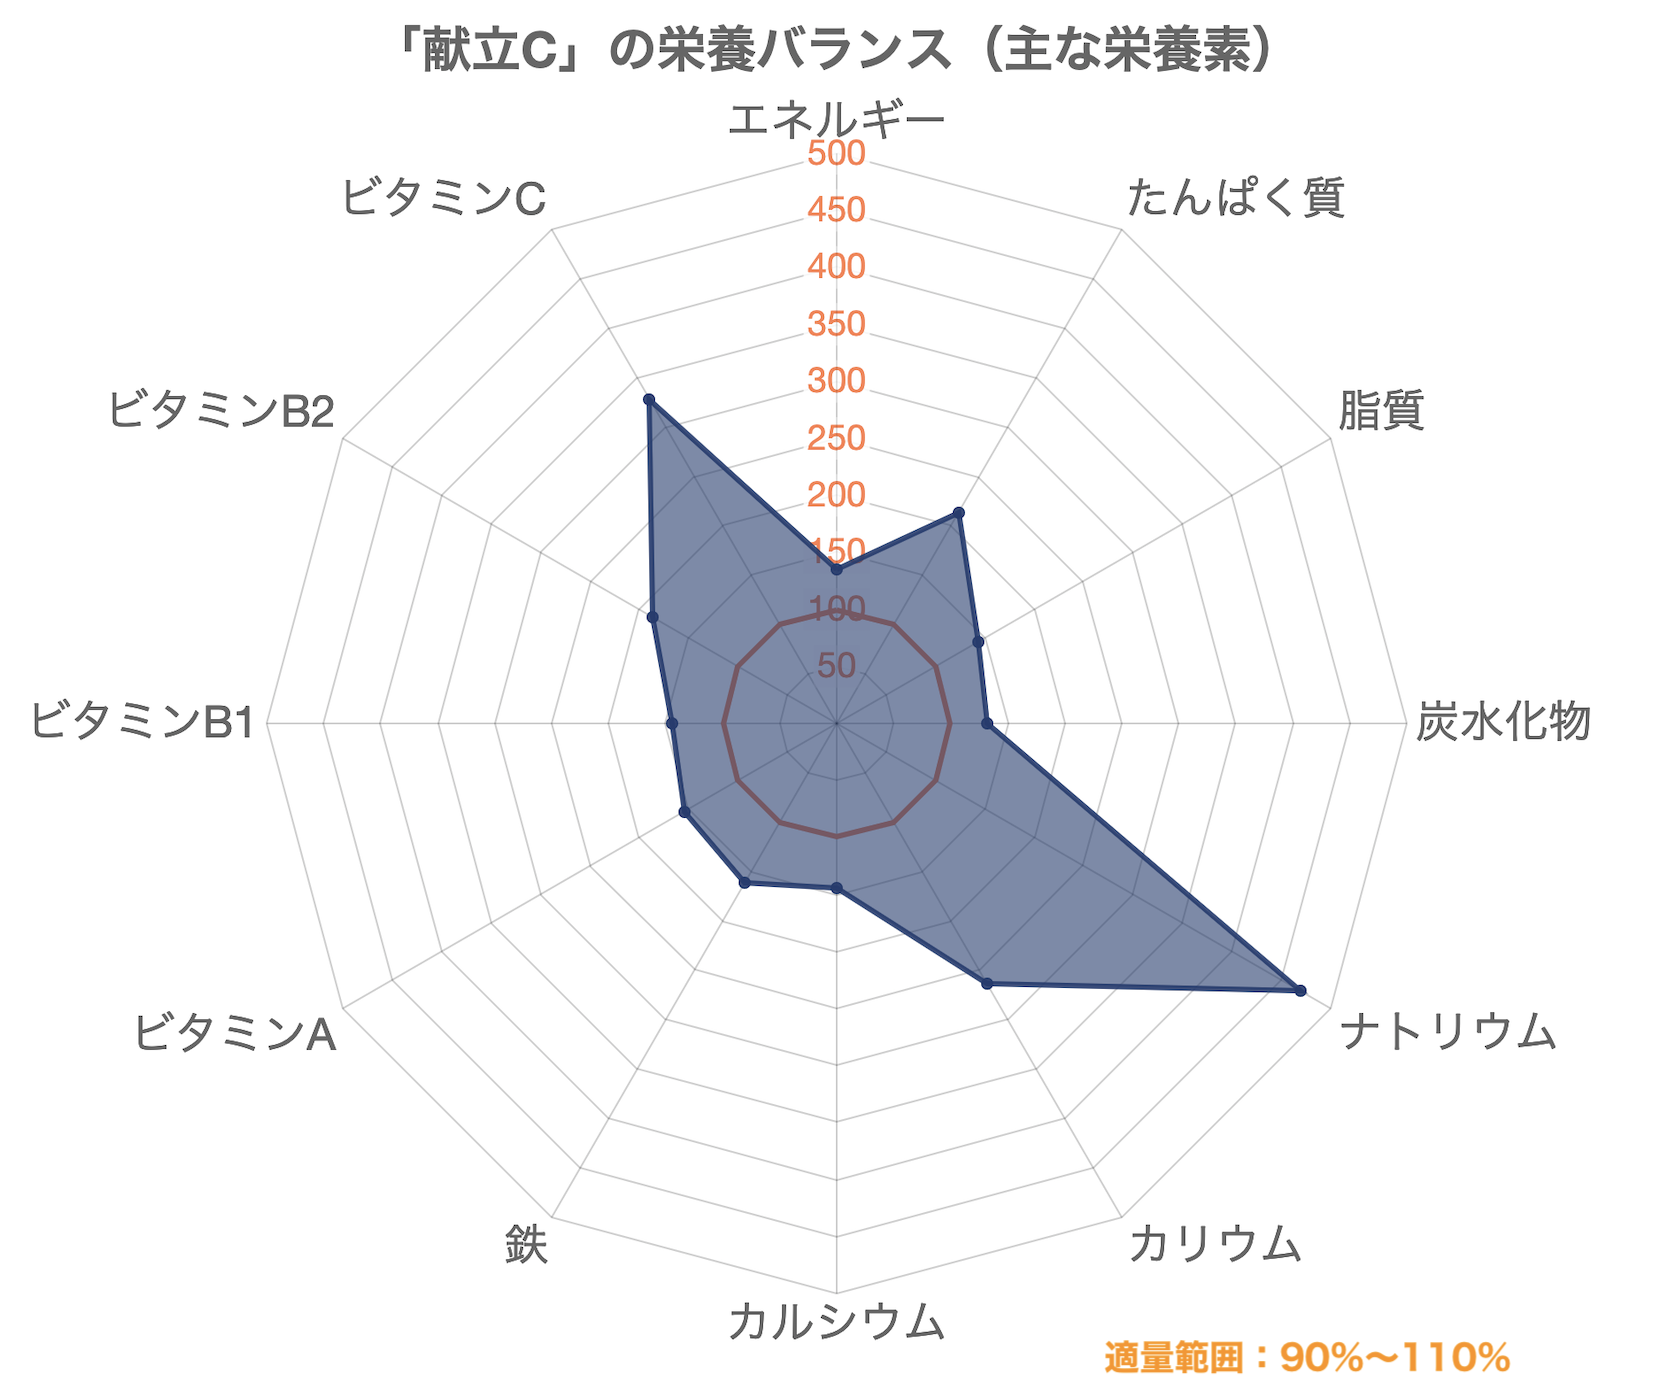 「献立C」の栄養バランス（主な栄養素）
エネルギー
たんぱく質
脂質
炭水化物
ナトリウム
カリウム
カルシウム
鉄
ビタミンA
ビタミンB1
ビタミンB2
ビタミンC
500
450
400
350
300
250
200
150
100
50
適量範囲：90%〜110%